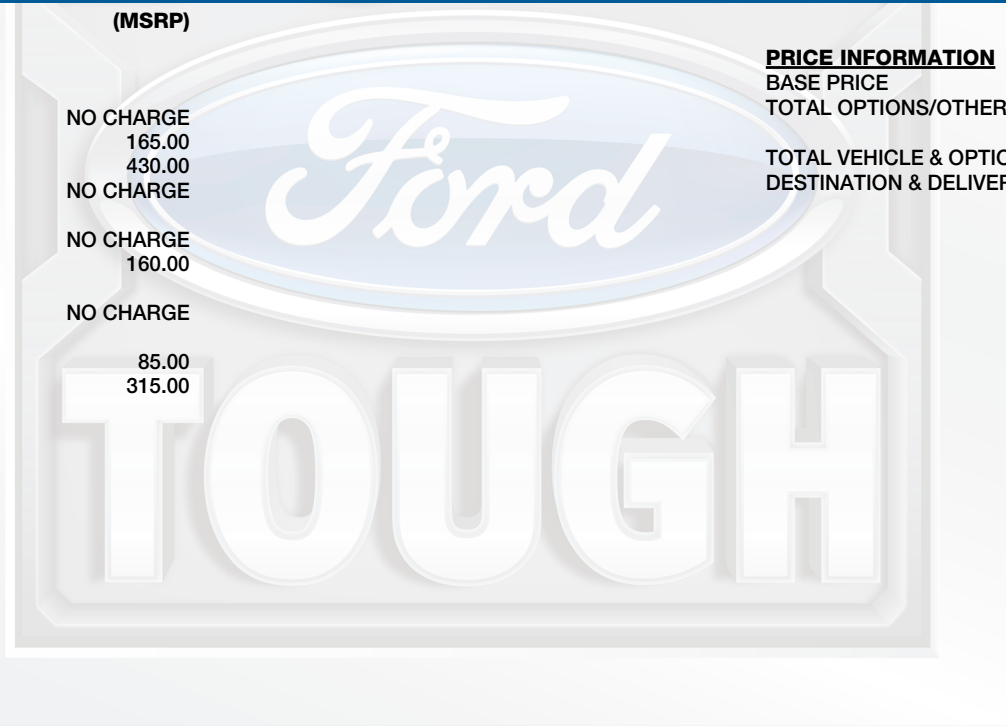 (MSRP)
NO CHARGE
165.00
430.00
NO CHARGE
NO CHARGE
160.00
NO CHARGE
85.00
315.00
PRICE INFORMATION
BASE PRICE
TOTAL OPTIONS/OTHER
TOTAL VEHICLE & OPTIO
DESTINATION & DELIVER
Ford
TOUGH